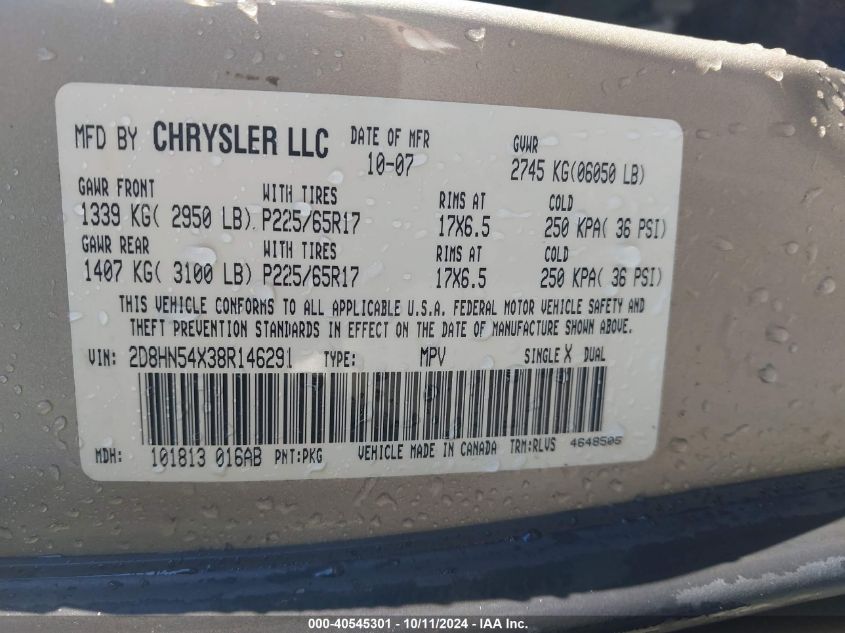 MFD BY CHRYSLER LLC DATE OF MFR GVWR
10-07 2745 KG(06050 LB)
GAWR FRONT WITH TIRES RIMS AT COLD
1339 KG( 2950 LB) P225/65R17 17X6.5 250 KPA( 36 PSI)
GAWR REAR WITH TIRES RIMS AT COLD
1407 KG( 3100 LB) P225/65R17 17X6.5 250 KPA( 36 PSI)
THIS VEHICLE CONFORMS TO ALL APPLICABLE U.S.A. FEDERAL MOTOR VEHICLE SAFETY AND
THEFT PREVENTION STANDARDS IN EFFECT ON THE DATE OF MANUFACTURE SHOWN ABOVE.
VIN: 2D8HN54X38R146291 TYPE: MPV SINGLE X DUAL
MDH: 101813 016AB PNT:PKG VEHICLE MADE IN CANADA TRM:RLVS 4648505
000-40545301 - 10/11/2024 - IAAI.com